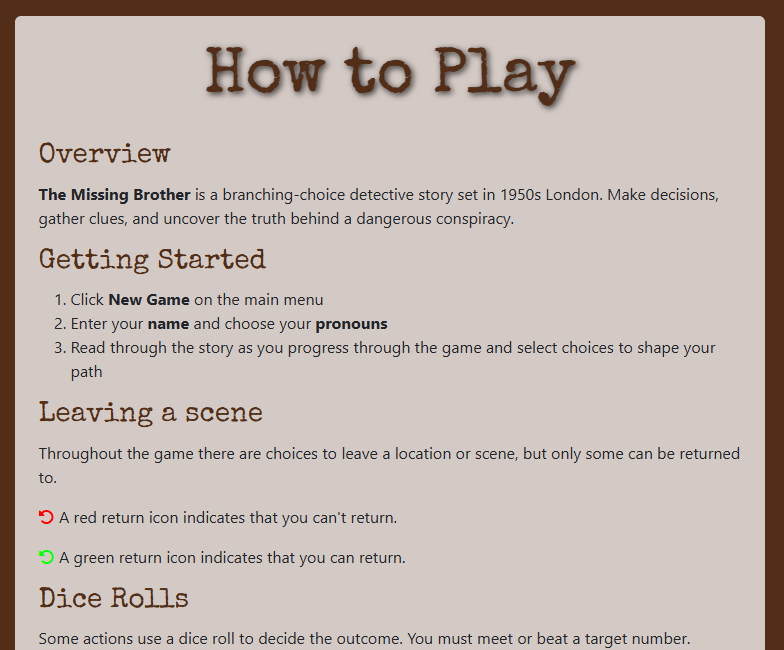 How to Play
Overview
The Missing Brother is a branching-choice detective story set in 1950s London. Make decisions,
gather clues, and uncover the truth behind a dangerous conspiracy.
Getting Started
1. Click New Game on the main menu
2. Enter your name and choose your pronouns
3. Read through the story as you progress through the game and select choices to shape your
path
Leaving a scene
Throughout the game there are choices to leave a location or scene, but only some can be returned
to.
A red return icon indicates that you can't return.
A green return icon indicates that you can return.
Dice Rolls
Some actions use a dice roll to decide the outcome. You must meet or beat a target number.